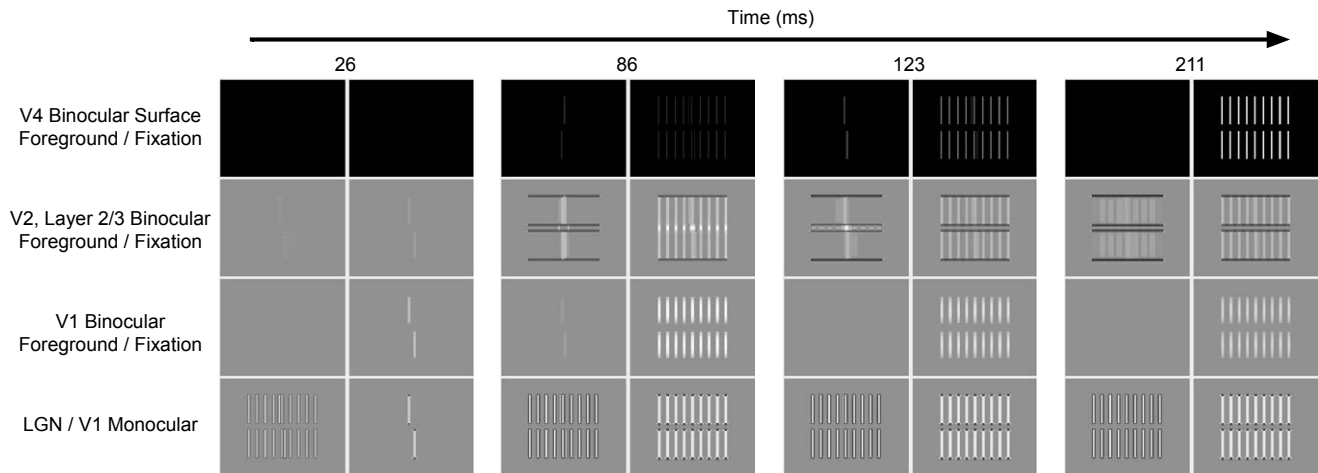 Time (ms)
26 86 123 211
V4 Binocular Surface
Foreground / Fixation
V2, Layer 2/3 Binocular
Foreground / Fixation
V1 Binocular
Foreground / Fixation
LGN / V1 Monocular